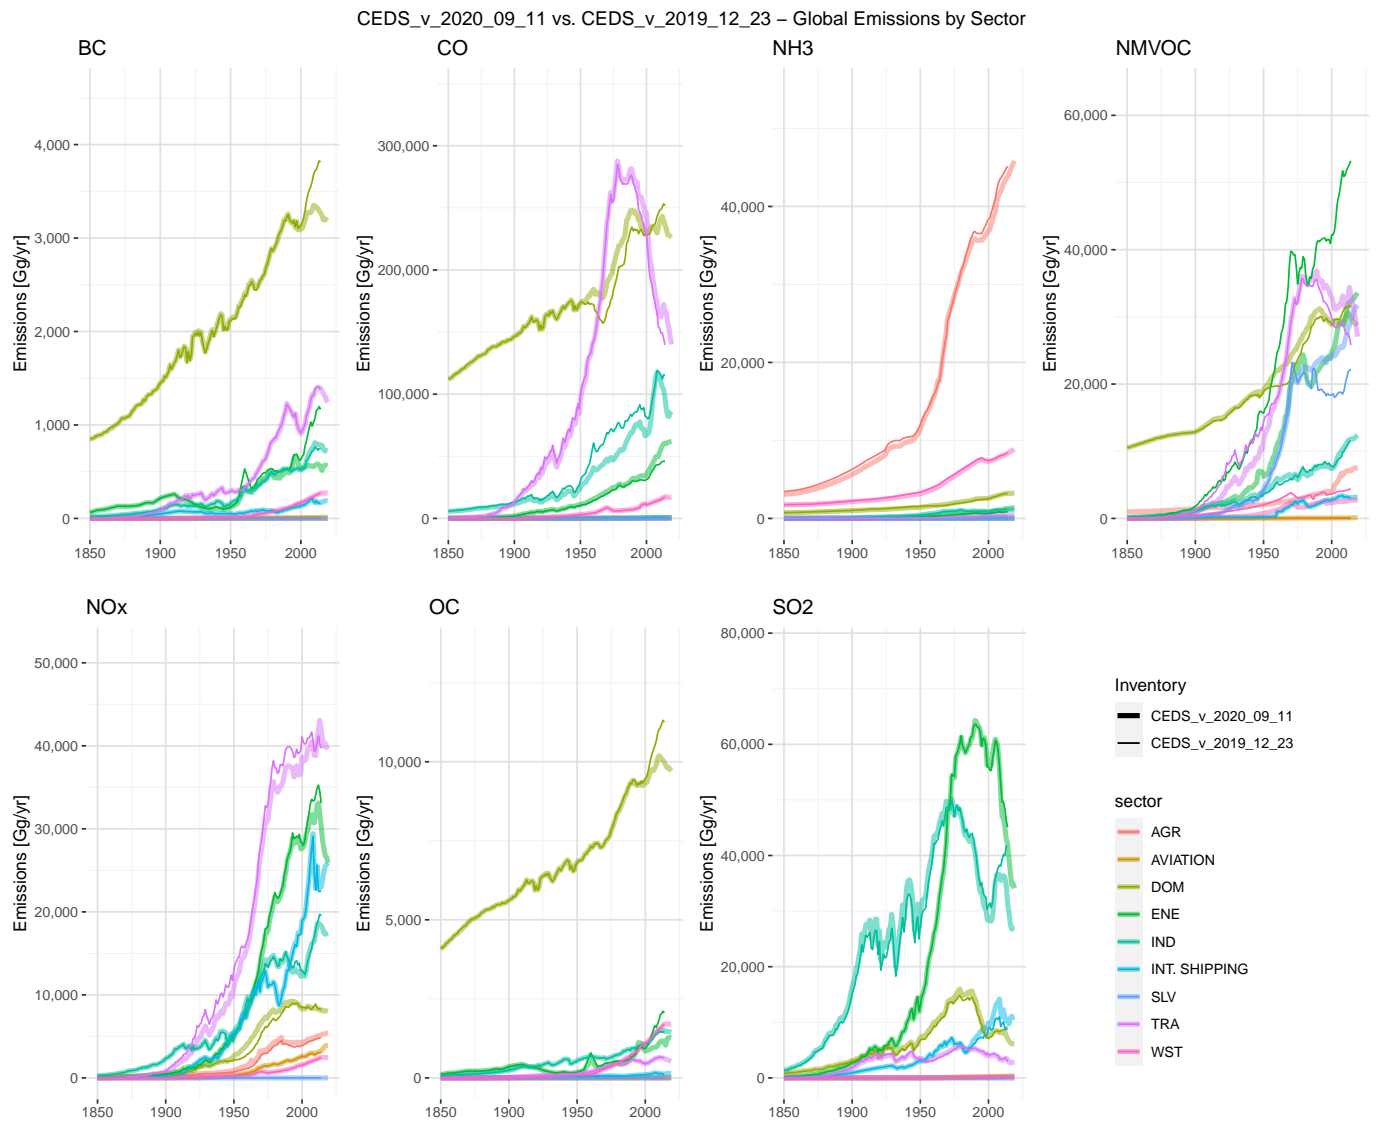 CEDS_v_2020_09_11 vs. CEDS_v_2019_12_23 – Global Emissions by Sector
BC
CO
NH3
NMVOC
Emissions [Gg/yr]
4,000
3,000
2,000
1,000
0
1850
1900
1950
2000
Emissions [Gg/yr]
300,000
200,000
100,000
0
1850
1900
1950
2000
Emissions [Gg/yr]
40,000
20,000
0
1850
1900
1950
2000
Emissions [Gg/yr]
60,000
40,000
20,000
0
1850
1900
1950
2000
NOx
OC
SO2
Emissions [Gg/yr]
50,000
40,000
30,000
20,000
10,000
0
1850
1900
1950
2000
Emissions [Gg/yr]
10,000
5,000
0
1850
1900
1950
2000
Emissions [Gg/yr]
80,000
60,000
40,000
20,000
0
1850
1900
1950
2000
Inventory
CEDS_v_2020_09_11
CEDS_v_2019_12_23
sector
AGR
AVIATION
DOM
ENE
IND
INT. SHIPPING
SLV
TRA
WST